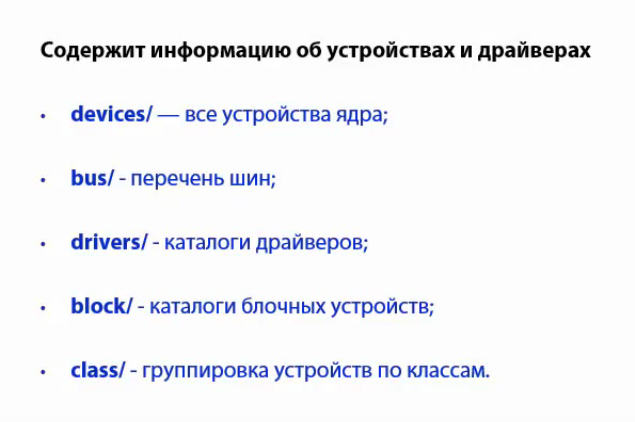 Содержит информацию об устройствах и драйверах
• devices/ — все устройства ядра;
• bus/ - перечень шин;
• drivers/ - каталоги драйверов;
• block/ - каталоги блочных устройств;
• class/ - группировка устройств по классам.